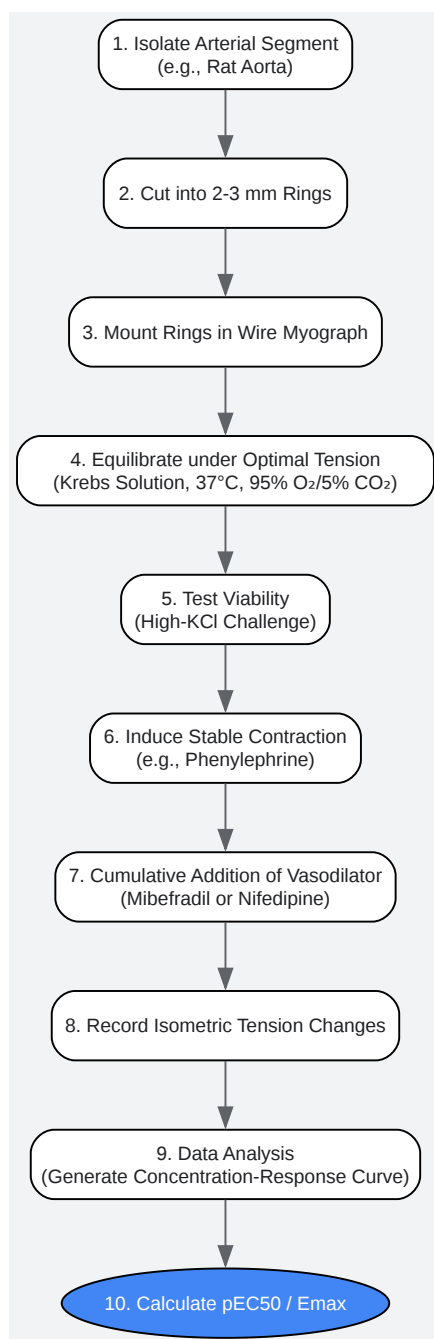 1. Isolate Arterial Segment
(e.g., Rat Aorta)
2. Cut into 2-3 mm Rings
3. Mount Rings in Wire Myograph
4. Equilibrate under Optimal Tension
(Krebs Solution, 37°C, 95% O₂/5% CO₂)
5. Test Viability
(High-KCl Challenge)
6. Induce Stable Contraction
(e.g., Phenylephrine)
7. Cumulative Addition of Vasodilator
(Mibefradil or Nifedipine)
8. Record Isometric Tension Changes
9. Data Analysis
(Generate Concentration-Response Curve)
10. Calculate pEC50 / Emax